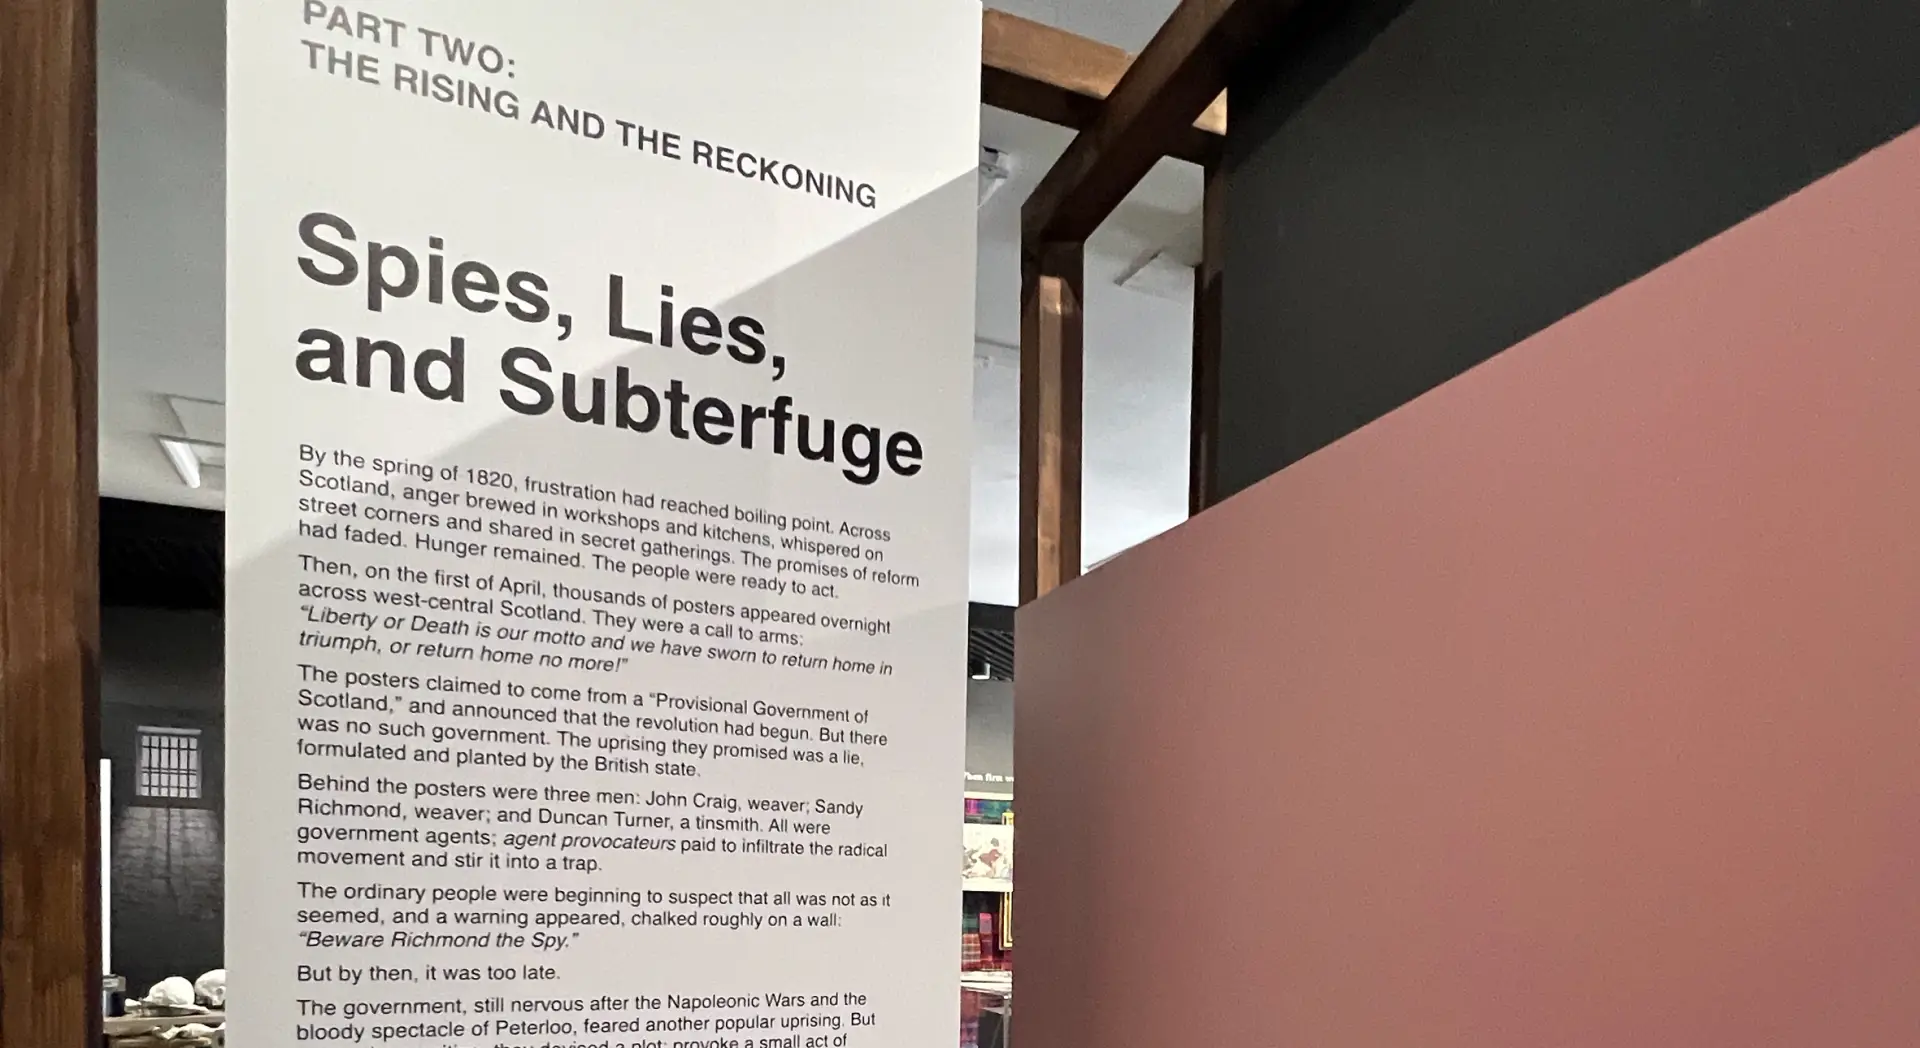 PART TWO:
THE RISING AND THE RECKONING
Spies, Lies,
and Subterfuge
By the spring of 1820, frustration had reached boiling point. Across
Scotland, anger brewed in workshops and kitchens, whispered on
street corners and shared in secret gatherings. The promises of reform
had faded. Hunger remained. The people were ready to act.
Then, on the first of April, thousands of posters appeared overnight
across west-central Scotland. They were a call to arms:
“Liberty or Death is our motto and we have sworn to return home in
triumph, or return home no more!”
The posters claimed to come from a “Provisional Government of
Scotland,” and announced that the revolution had begun. But there
was no such government. The uprising they promised was a lie,
formulated and planted by the British state.
Behind the posters were three men: John Craig, weaver; Sandy
Richmond, weaver; and Duncan Turner, a tinsmith. All were
government agents; agent provocateurs paid to infiltrate the radical
movement and stir it into a trap.
The ordinary people were beginning to suspect that all was not as it
seemed, and a warning appeared, chalked roughly on a wall:
“Beware Richmond the Spy.”
But by then, it was too late.
The government, still nervous after the Napoleonic Wars and the
bloody spectacle of Peterloo, feared another popular uprising. But
they devised a plot: provoke a small act of